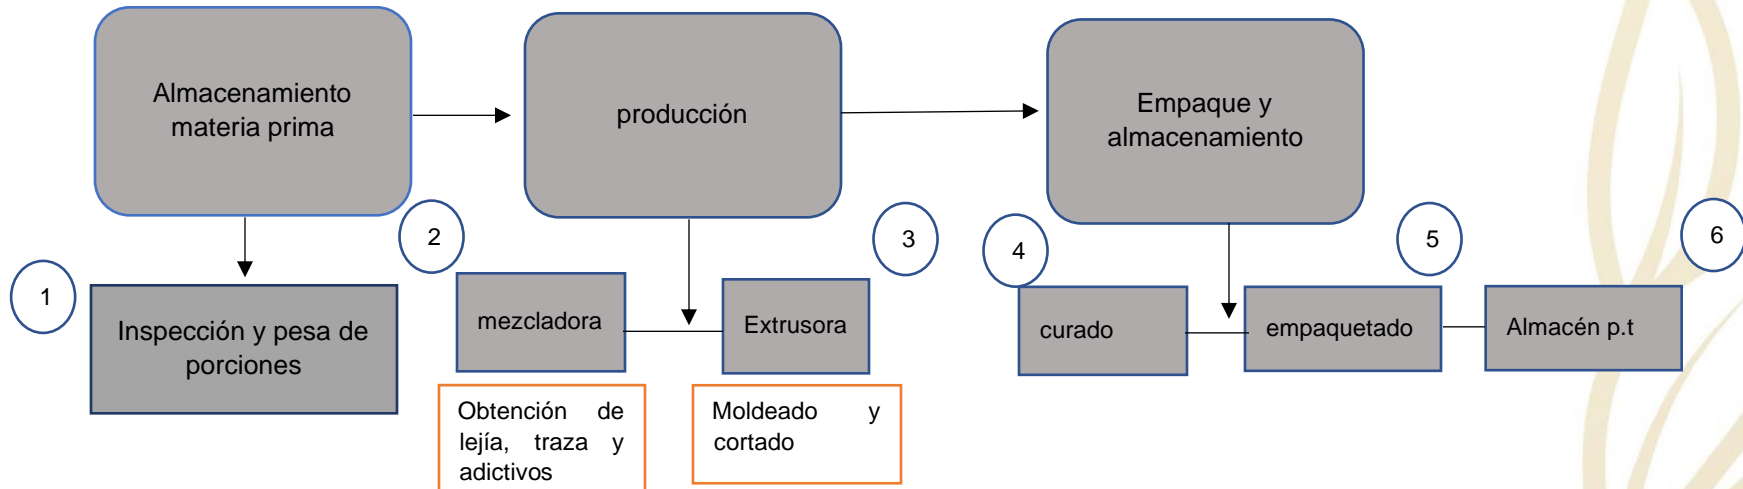 Almacenamiento
materia prima
producción
Empaque y
almacenamiento
1
Inspección y pesa de
porciones
2
mezcladora
Extrusora
3
Obtención de
lejía, traza y
adictivos
Moldeado y
cortado
4
curado
empaquetado
5
Almacén p.t
6